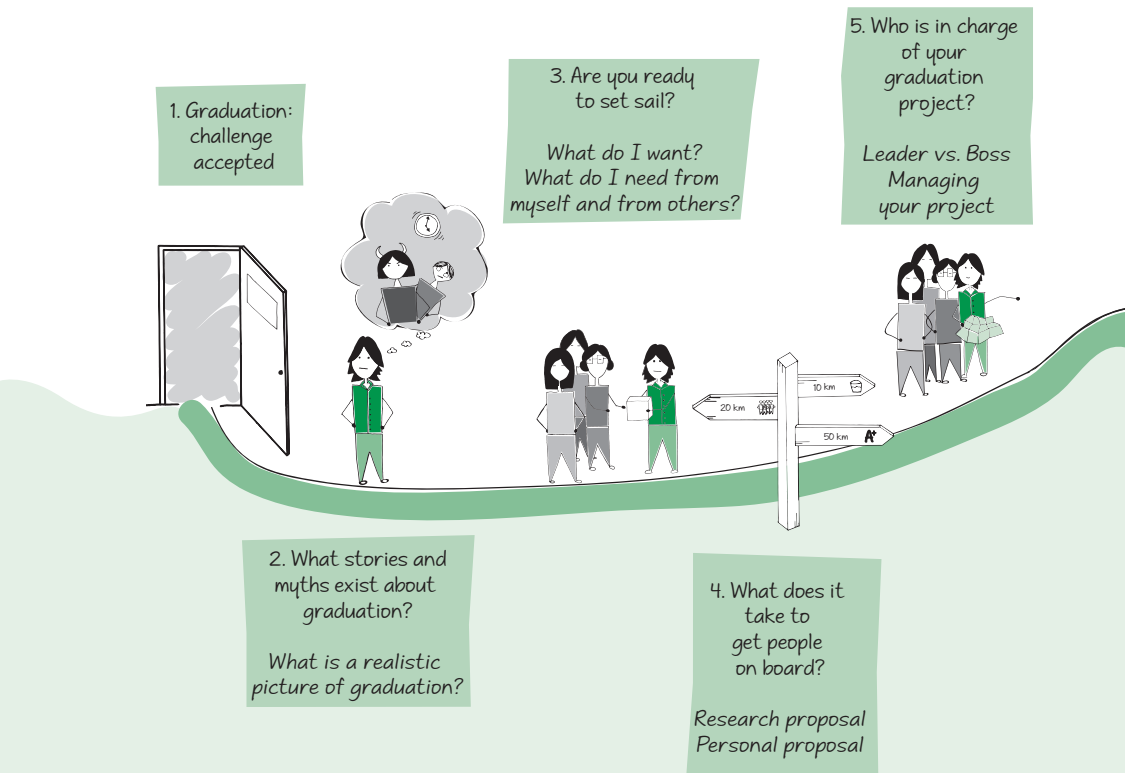 1. Graduation:
challenge
accepted
2. What stories and
myths exist about
graduation?
What is a realistic
picture of graduation?
3. Are you ready
to set sail?
What do I want?
What do I need from
myself and from others?
4. What does it
take to
get people
on board?
Research proposal
Personal proposal
5. Who is in charge
of your
graduation
project?
Leader vs. Boss
Managing
your project
10 km
20 km
50 km A+